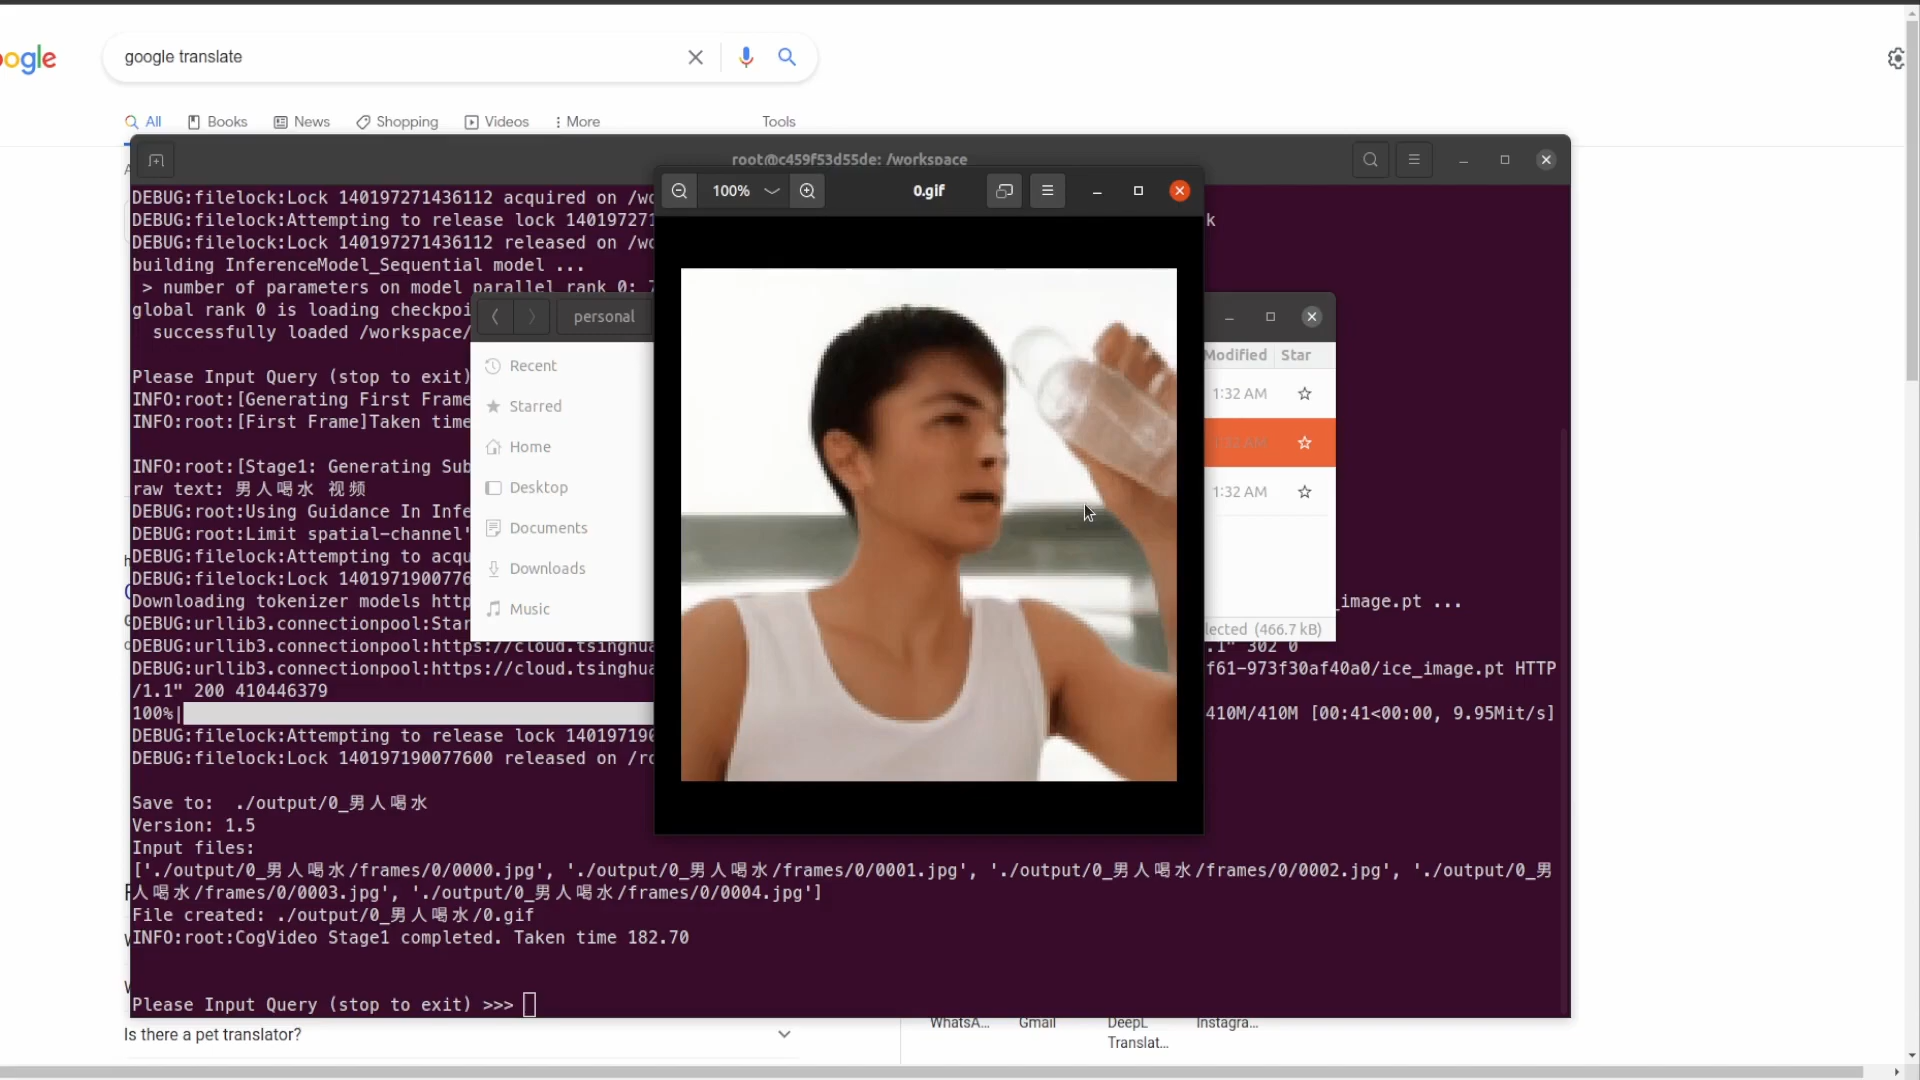 ogle
google translate
All Books News Shopping Videos More Tools
root@c459f53d55de: /workspace
100% 0.gif
DEBUG:filelock:Lock 140197271436112 acquired on /wo
DEBUG:filelock:Attempting to release lock 14019727 k
DEBUG:filelock:Lock 140197271436112 released on /wo
building InferenceModel_Sequential model ...
> number of parameters on model parallel rank 0: 7
global rank 0 is loading checkpoi
successfully loaded /workspace/
Please Input Query (stop to exit)
INFO:root:[Generating First Frame
INFO:root:[First Frame]Taken time
INFO:root:[Stage1: Generating Sub
raw text: 男人喝水 视频
DEBUG:root:Using Guidance In Infe
DEBUG:root:Limit spatial-channel'
DEBUG:filelock:Attempting to acqu
DEBUG:filelock:Lock 1401971900776
Downloading tokenizer models http _image.pt ...
DEBUG:urllib3.connectionpool:Star
DEBUG:urllib3.connectionpool:https://cloud.tsinghua .1" 302 0
DEBUG:urllib3.connectionpool:https://cloud.tsinghua f61-973f30af40a0/ice_image.pt HTTP
/1.1" 200 410446379
100%| 410M/410M [00:41<00:00, 9.95Mit/s]
DEBUG:filelock:Attempting to release lock 140197190
DEBUG:filelock:Lock 140197190077600 released on /ro
Save to:  ./output/0_男人喝水
Version: 1.5
Input files:
['./output/0_男人喝水/frames/0/0000.jpg', './output/0_男人喝水/frames/0/0001.jpg', './output/0_男人喝水/frames/0/0002.jpg', './output/0_男
人喝水/frames/0/0003.jpg', './output/0_男人喝水/frames/0/0004.jpg']
File created: ./output/0_男人喝水/0.gif
INFO:root:CogVideo Stage1 completed. Taken time 182.70
Please Input Query (stop to exit) >>>
personal
Recent
Starred
Home
Desktop
Documents
Downloads
Music
Modified Star
1:32 AM
1:32 AM
1:32 AM
lected (466.7 kB)
Is there a pet translator?
WhatsA... Gmail DeepL Translat... Instagra...